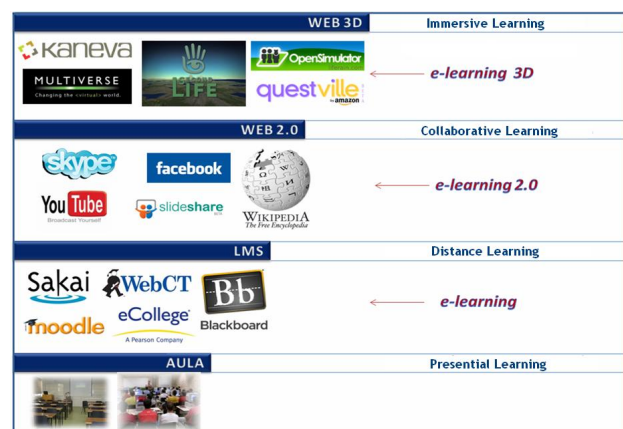 WEB 3D
Immersive Learning
kaneva
MULTIVERSE
Changing the <virtual> world.
LIFE
OpenSimulator
questville
by amazon
e-learning 3D
WEB 2.0
Collaborative Learning
skype
facebook
YouTube
Broadcast Yourself
slideshare
WIKIPEDIA
The Free Encyclopedia
e-learning 2.0
LMS
Distance Learning
Sakai
WebCT
moodle
eCollege
A Pearson Company
Bb
Blackboard
e-learning
AULA
Presential Learning